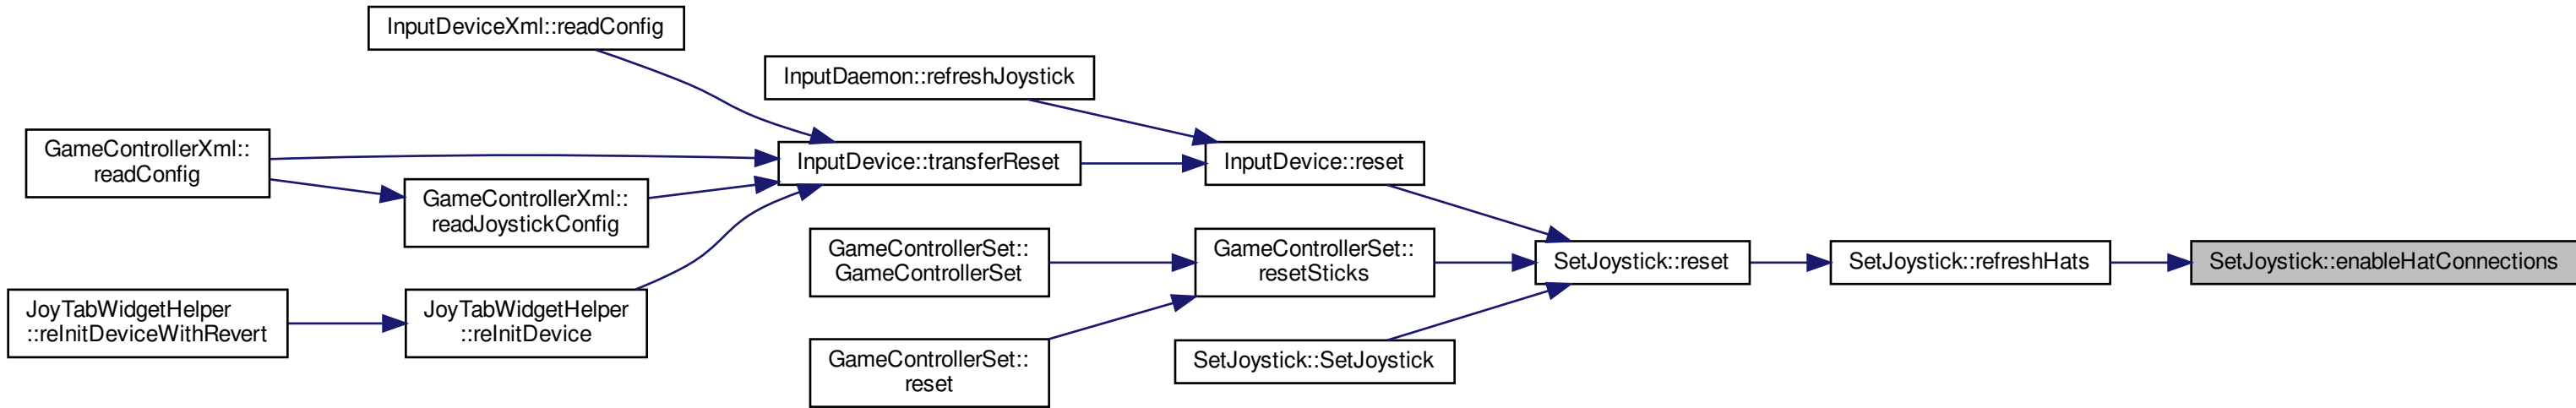 InputDeviceXml::readConfig
InputDaemon::refreshJoystick
GameControllerXml::
readConfig
InputDevice::transferReset
InputDevice::reset
GameControllerXml::
readJoystickConfig
GameControllerSet::
GameControllerSet
GameControllerSet::
resetSticks
SetJoystick::reset
SetJoystick::refreshHats
SetJoystick::enableHatConnections
JoyTabWidgetHelper
::reInitDeviceWithRevert
JoyTabWidgetHelper
::reInitDevice
GameControllerSet::
reset
SetJoystick::SetJoystick